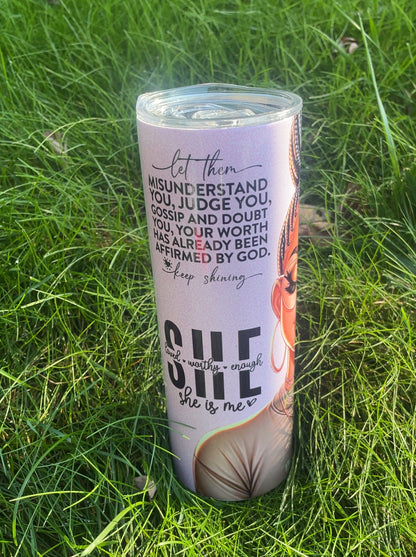 let them
MISUNDERSTAND
YOU, JUDGE YOU,
GOSSIP AND DOUBT
YOU, YOUR WORTH
HAS ALREADY BEEN
AFFIRMED BY GOD.
keep shining
SHE
worthy • enough
she is me